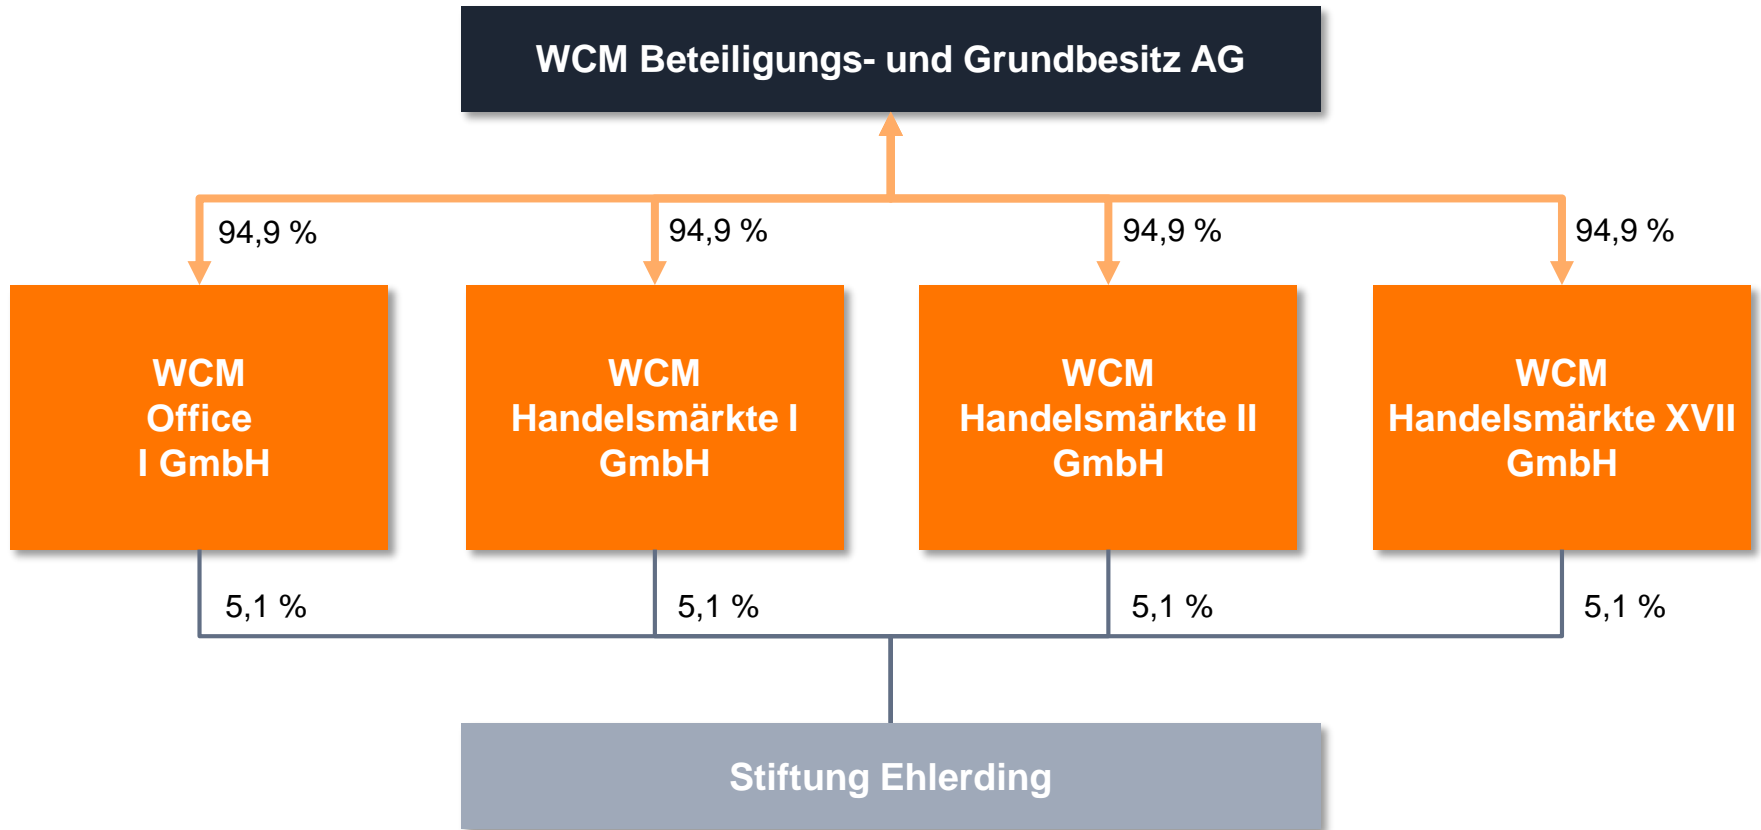 WCM Beteiligungs- und Grundbesitz AG
94,9 %
94,9 %
94,9 %
94,9 %
WCM
Office
I GmbH
WCM
Handelsmärkte I
GmbH
WCM
Handelsmärkte II
GmbH
WCM
Handelsmärkte XVII
GmbH
5,1 %
5,1 %
5,1 %
5,1 %
Stiftung Ehlerding